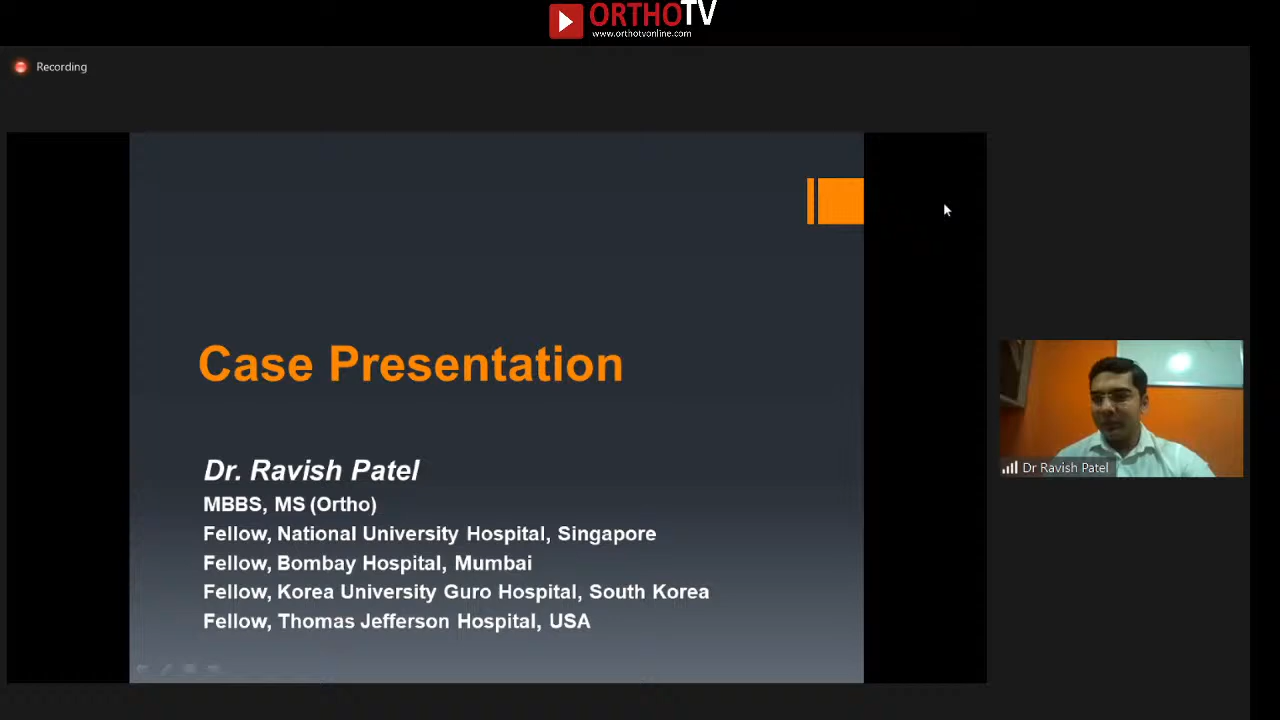 ORTHOTV
www.orthotvonline.com
Recording
Case Presentation
Dr. Ravish Patel
MBBS, MS (Ortho)
Fellow, National University Hospital, Singapore
Fellow, Bombay Hospital, Mumbai
Fellow, Korea University Guro Hospital, South Korea
Fellow, Thomas Jefferson Hospital, USA
Dr Ravish Patel